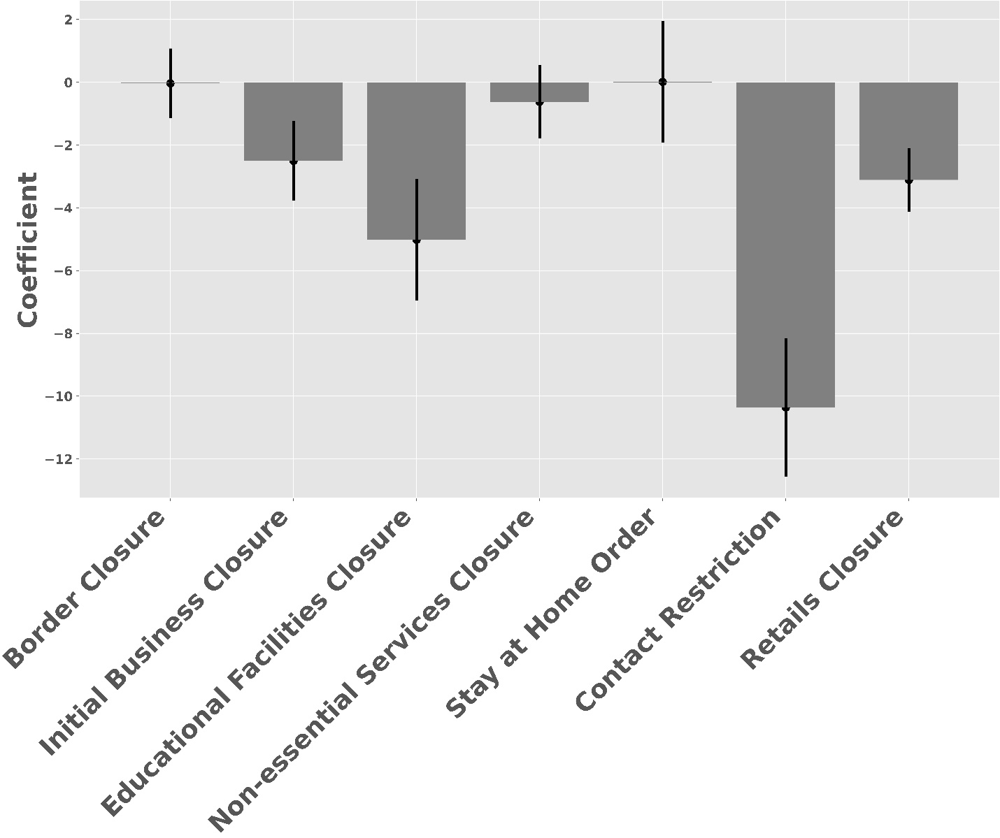 2
0
−2
−4
−6
−8
−10
−12
Coefficient
Border Closure
Initial Business Closure
Educational Facilities Closure
Non-essential Services Closure
Stay at Home Order
Contact Restriction
Retails Closure